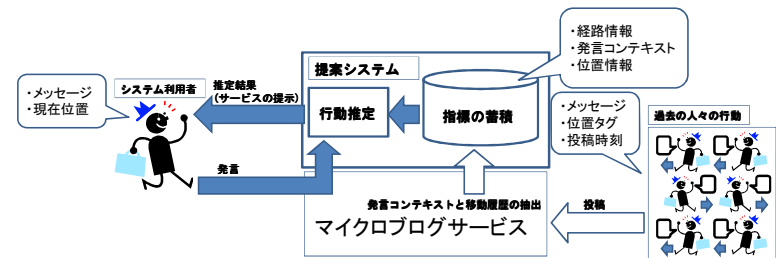 ・メッセージ
・現在位置
システム利用者
推定結果
（サービスの提示）
発言
提案システム
行動推定
指標の蓄積
・経路情報
・発言コンテキスト
・位置情報
・メッセージ
・位置タグ
・投稿時刻
過去の人々の行動
発言コンテキストと移動履歴の抽出
マイクロブログサービス
投稿